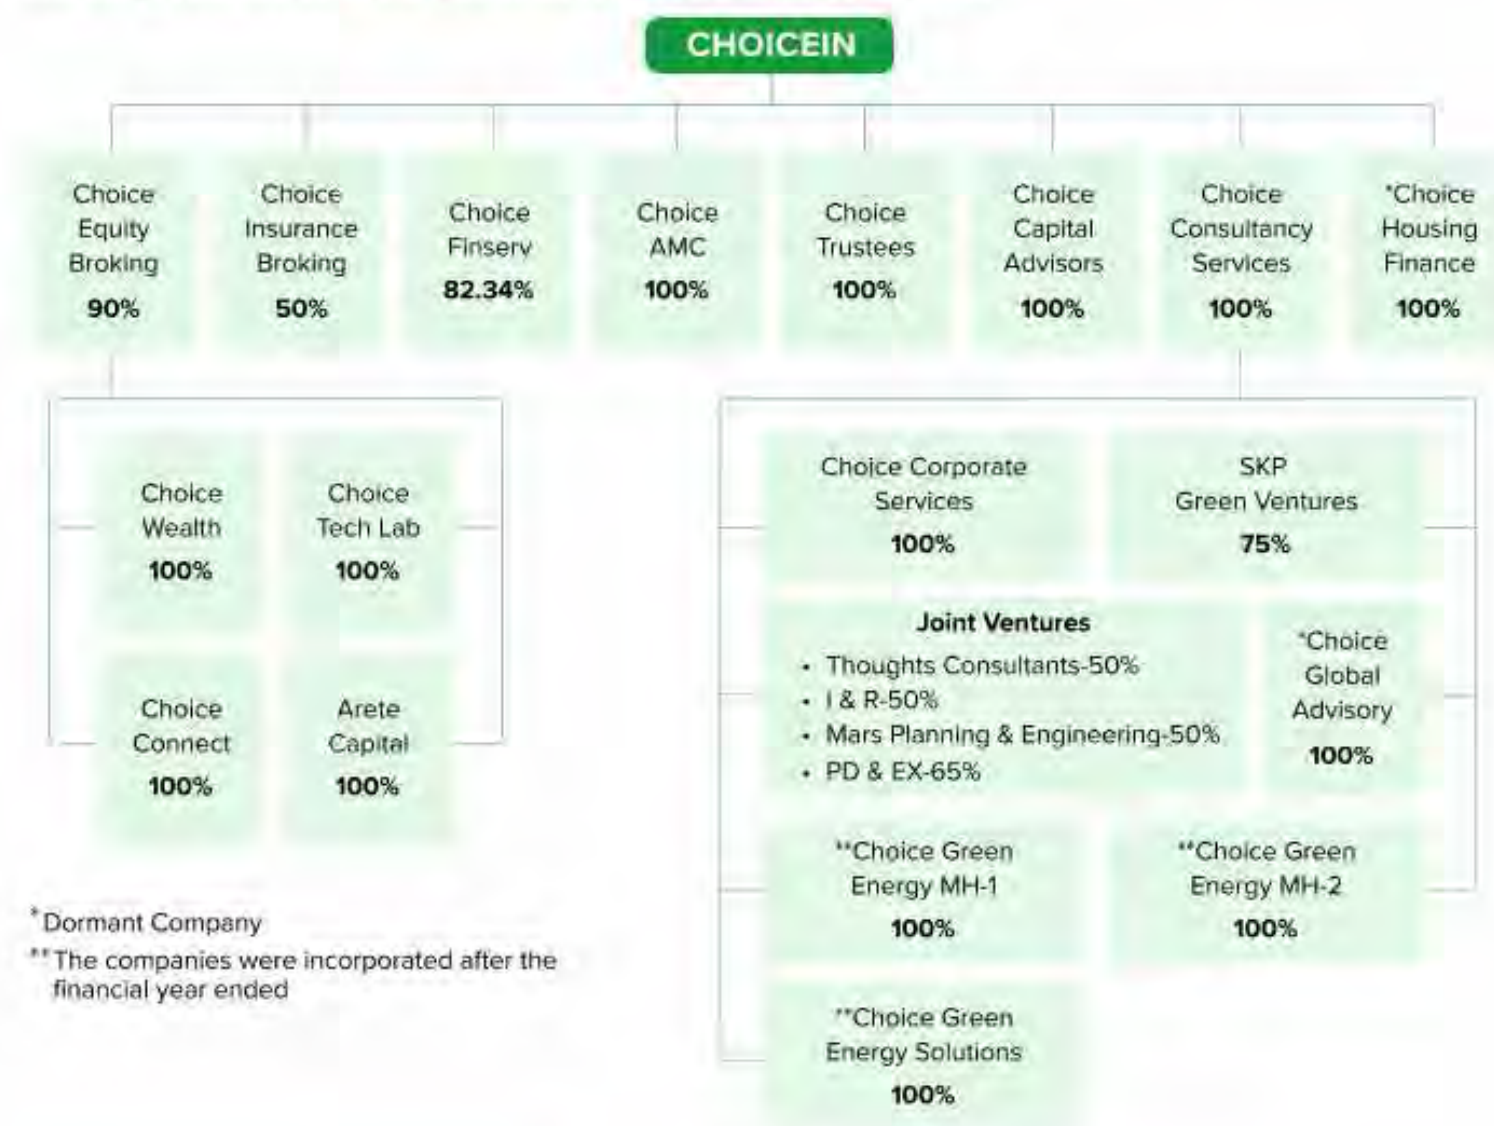 CHOICEIN
Choice
Equity
Broking
90%
Choice
Insurance
Broking
50%
Choice
Finserv
82.34%
Choice
AMC
100%
Choice
Trustees
100%
Choice
Capital
Advisors
100%
Choice
Consultancy
Services
100%
*Choice
Housing
Finance
100%
Choice
Wealth
100%
Choice
Tech Lab
100%
Choice
Connect
100%
Arete
Capital
100%
Choice Corporate
Services
100%
SKP
Green Ventures
75%
Joint Ventures
• Thoughts Consultants-50%
• I & R-50%
• Mars Planning & Engineering-50%
• PD & EX-65%
*Choice
Global
Advisory
100%
**Choice Green
Energy MH-1
100%
**Choice Green
Energy MH-2
100%
**Choice Green
Energy Solutions
100%
*Dormant Company
**The companies were incorporated after the
financial year ended